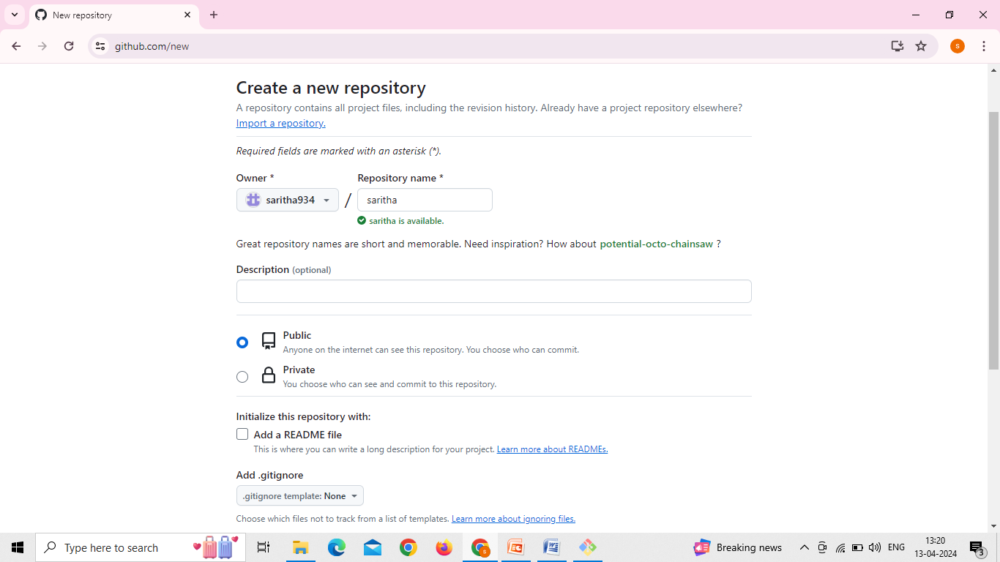 New repository
github.com/new
s
Create a new repository
A repository contains all project files, including the revision history. Already have a project repository elsewhere?
Import a repository.
Required fields are marked with an asterisk (*).
Owner * Repository name *
saritha934 / saritha
saritha is available.
Great repository names are short and memorable. Need inspiration? How about potential-octo-chainsaw ?
Description (optional)
Public
Anyone on the internet can see this repository. You choose who can commit.
Private
You choose who can see and commit to this repository.
Initialize this repository with:
Add a README file
This is where you can write a long description for your project. Learn more about READMEs.
Add .gitignore
.gitignore template: None
Choose which files not to track from a list of templates. Learn more about ignoring files.
Type here to search
s
Breaking news
ENG
13:20
13-04-2024
3